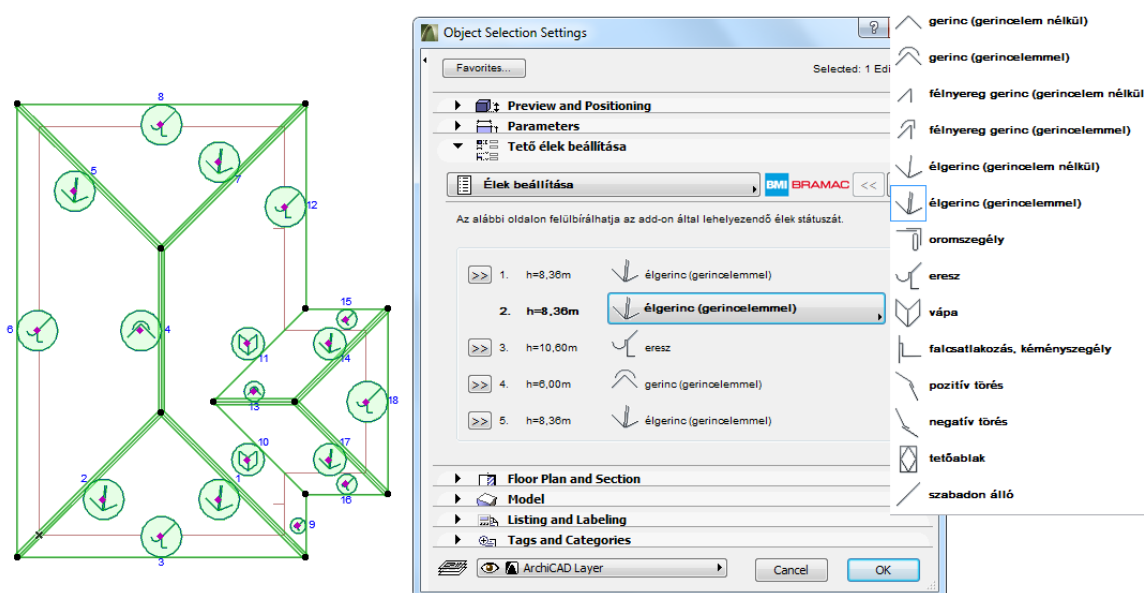 Object Selection Settings
?
Favorites...
Selected: 1 Edi
Preview and Positioning
Parameters
Tető élek beállítása
Élek beállítása
BMI BRAMAC
<<
Az alábbi oldalon felülbírálhatja az add-on által lehelyezendő élek státuszát.
>> 1. h=8,36m élgerinc (gerincelemmel)
2. h=8,36m élgerinc (gerincelemmel)
>> 3. h=10,60m eresz
>> 4. h=6,00m gerinc (gerincelemmel)
>> 5. h=8,36m élgerinc (gerincelemmel)
Floor Plan and Section
Model
Listing and Labeling
Tags and Categories
ArchiCAD Layer
Cancel
OK
gerinc (gerincelem nélkül)
gerinc (gerincelemmel)
félnyereg gerinc (gerincelem nélkül
félnyereg gerinc (gerincelemmel)
élgerinc (gerincelem nélkül)
élgerinc (gerincelemmel)
oromszegély
eresz
vápa
falcsatlakozás, kéményszegély
pozitív törés
negatív törés
tetőablak
szabadon álló
8
5
7
12
15
6
4
11
14
13
18
10
17
2
1
16
9
3